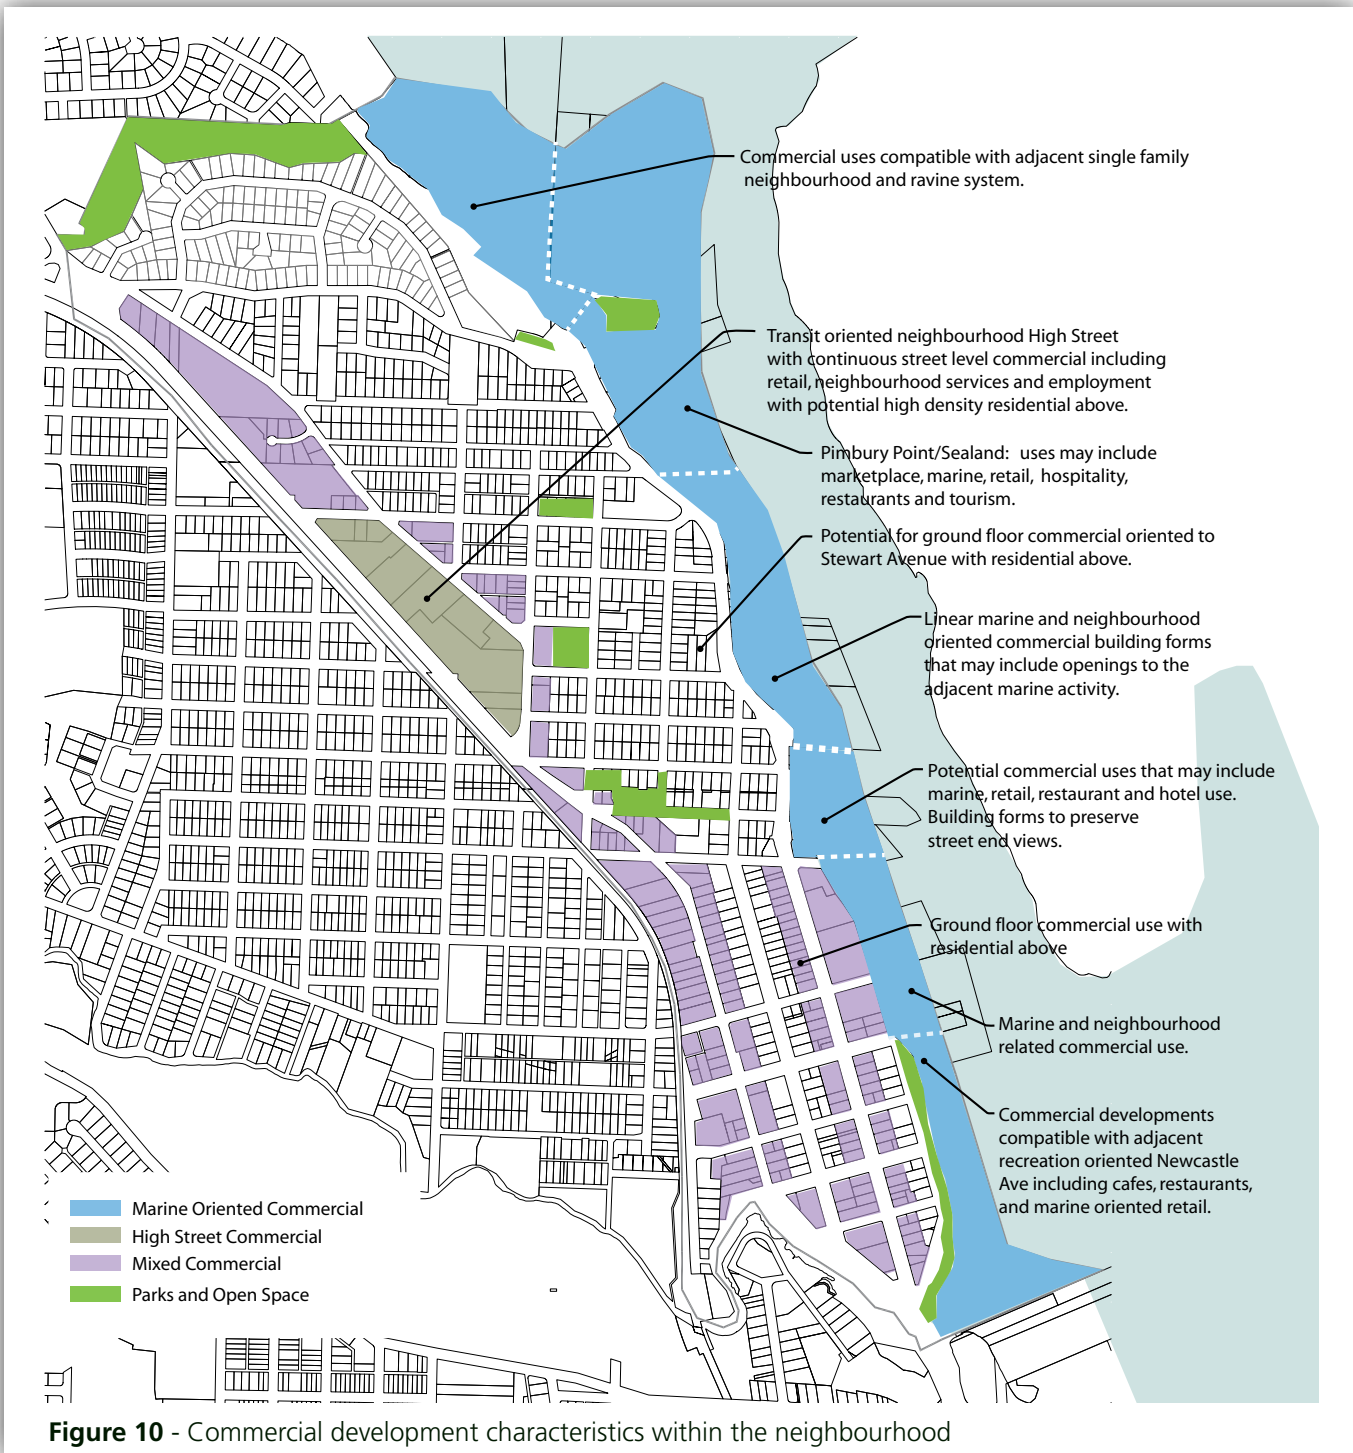 Commercial uses compatible with adjacent single family
neighbourhood and ravine system.
Transit oriented neighbourhood High Street
with continuous street level commercial including
retail, neighbourhood services and employment
with potential high density residential above.
Pimbury Point/Sealand: uses may include
marketplace, marine, retail, hospitality,
restaurants and tourism.
Potential for ground floor commercial oriented to
Stewart Avenue with residential above.
Linear marine and neighbourhood
oriented commercial building forms
that may include openings to the
adjacent marine activity.
Potential commercial uses that may include
marine, retail, restaurant and hotel use.
Building forms to preserve
street end views.
Ground floor commercial use with
residential above
Marine and neighbourhood
related commercial use.
Commercial developments
compatible with adjacent
recreation oriented Newcastle
Ave including cafes, restaurants,
and marine oriented retail.
Marine Oriented Commercial
High Street Commercial
Mixed Commercial
Parks and Open Space
Figure 10 - Commercial development characteristics within the neighbourhood